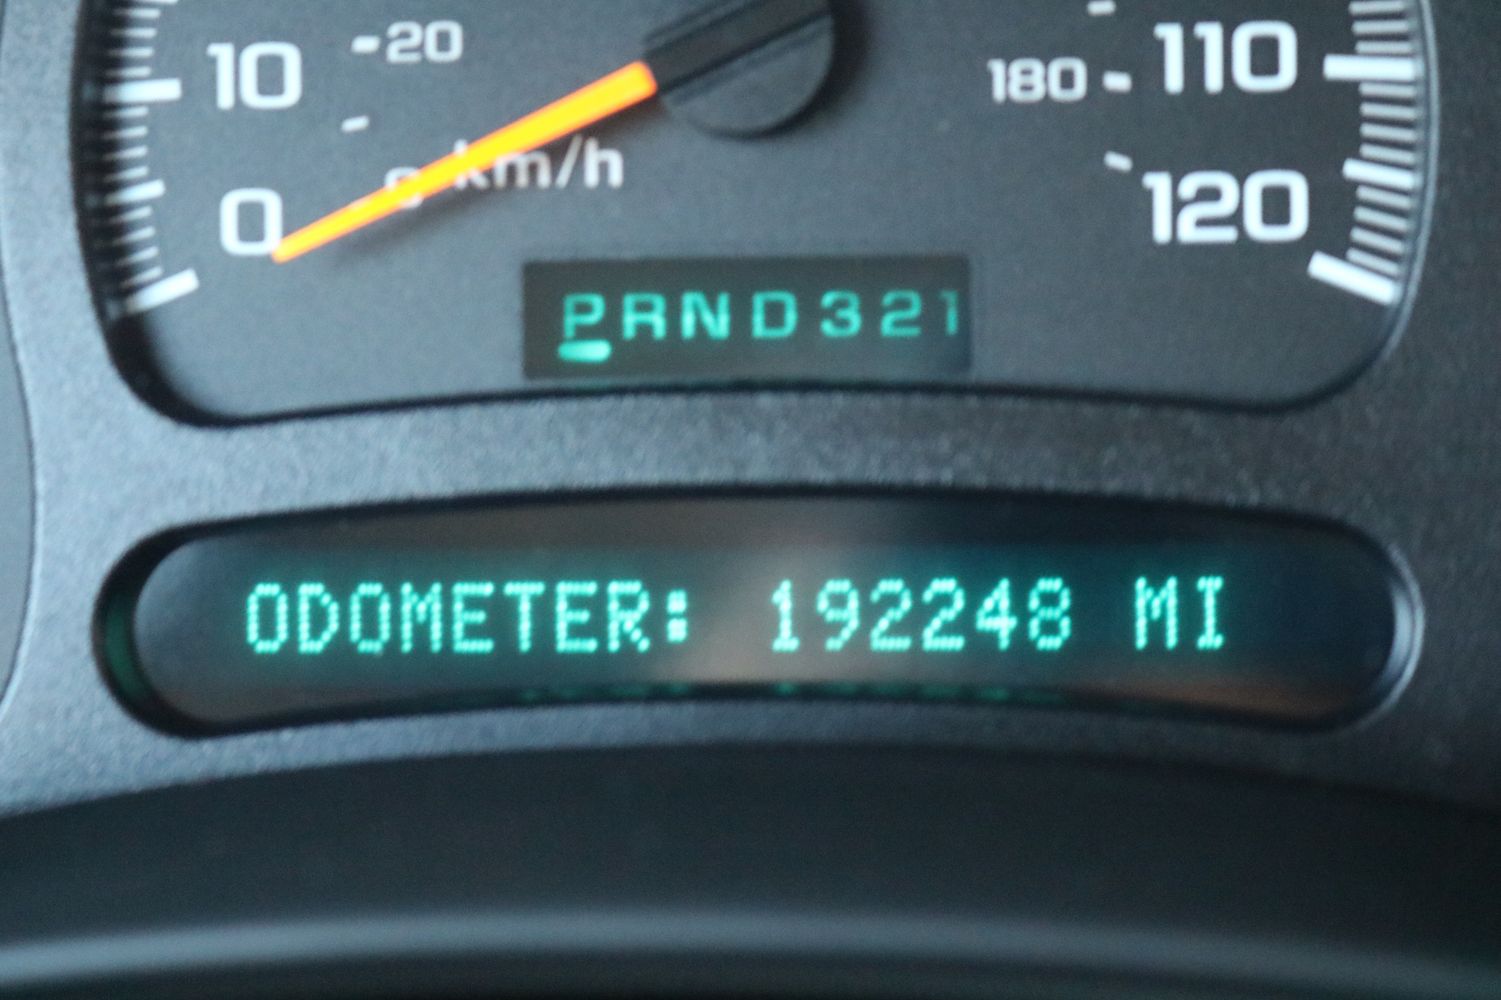 10 20 180 110
0 km/h 120
PRND321
ODOMETER: 192248 MI